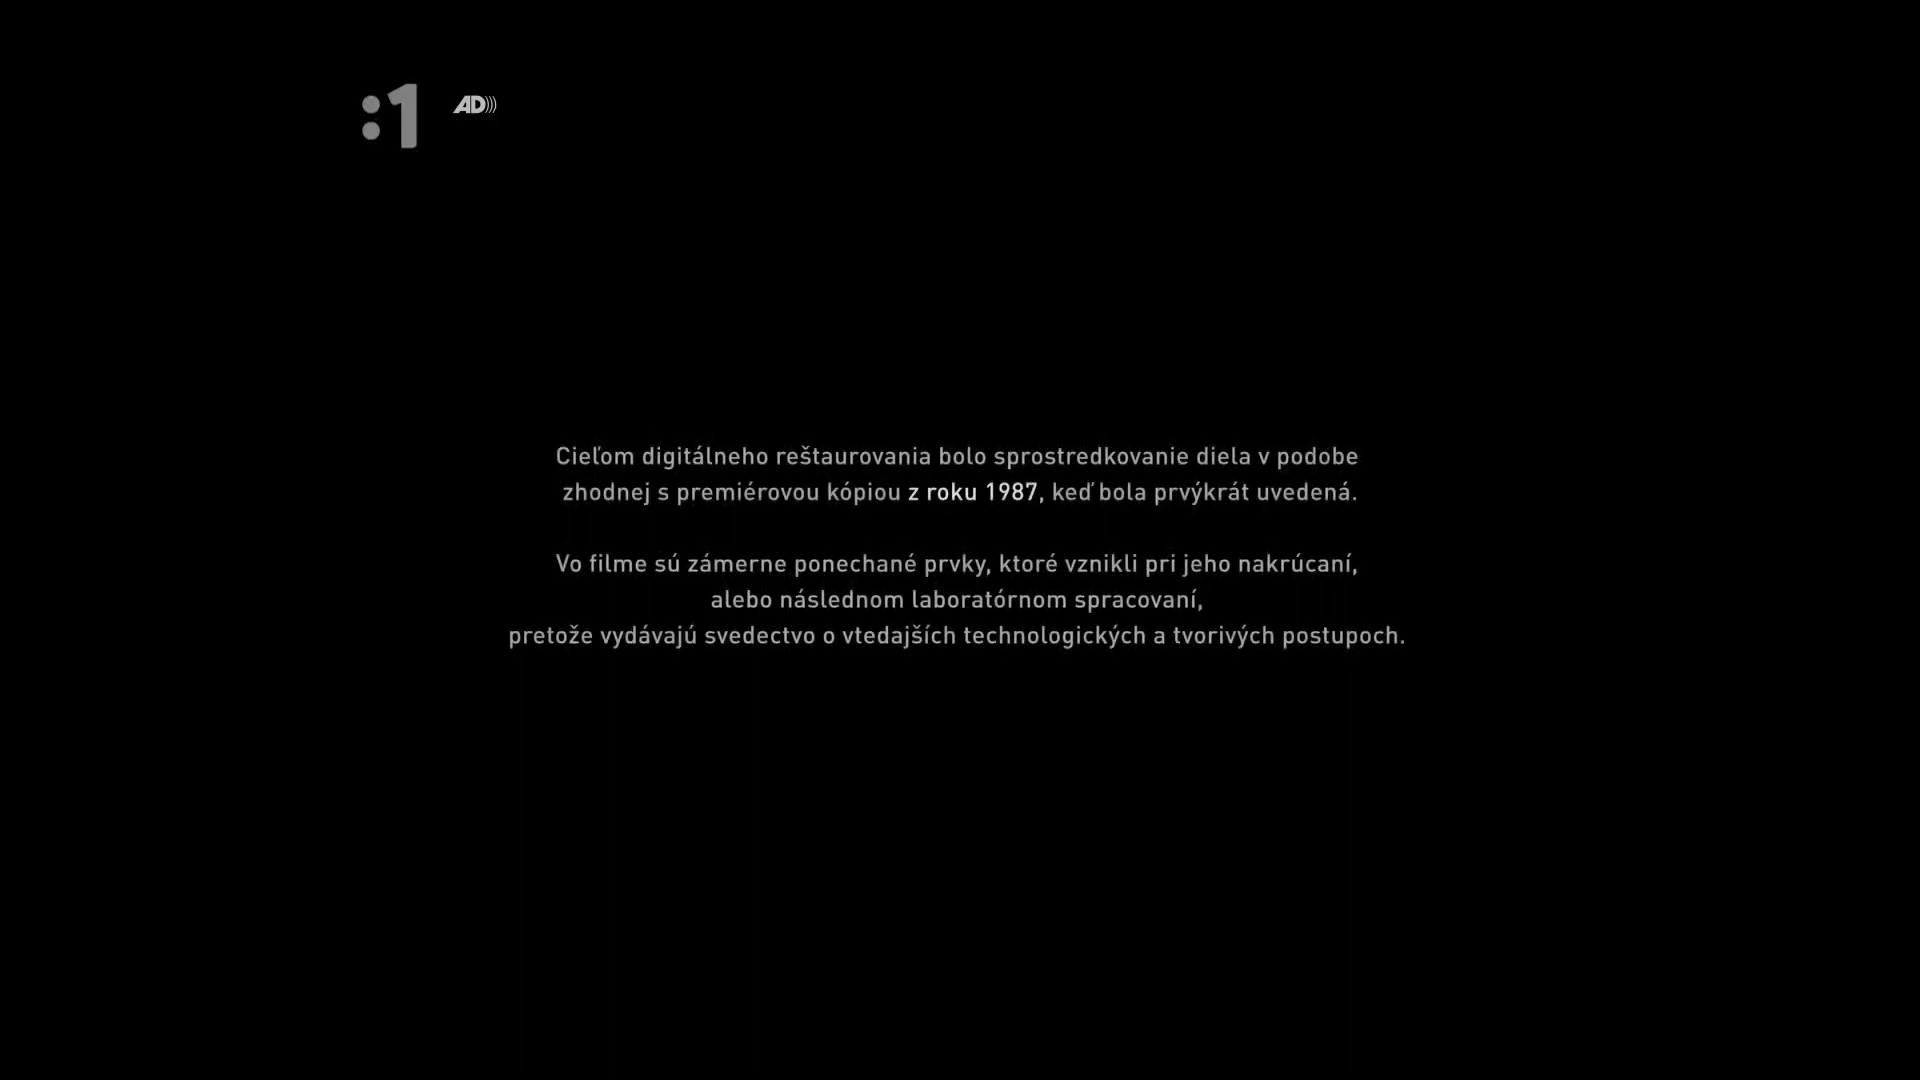 :1 AD)))
Cieľom digitálneho reštaurovania bolo sprostredkovanie diela v podobe
zhodnej s premiérovou kópiou z roku 1987, keď bola prvýkrát uvedená.
Vo filme sú zámerne ponechané prvky, ktoré vznikli pri jeho nakrúcaní,
alebo následnom laboratórnom spracovaní,
pretože vydávajú svedectvo o vtedajších technologických a tvorivých postupoch.